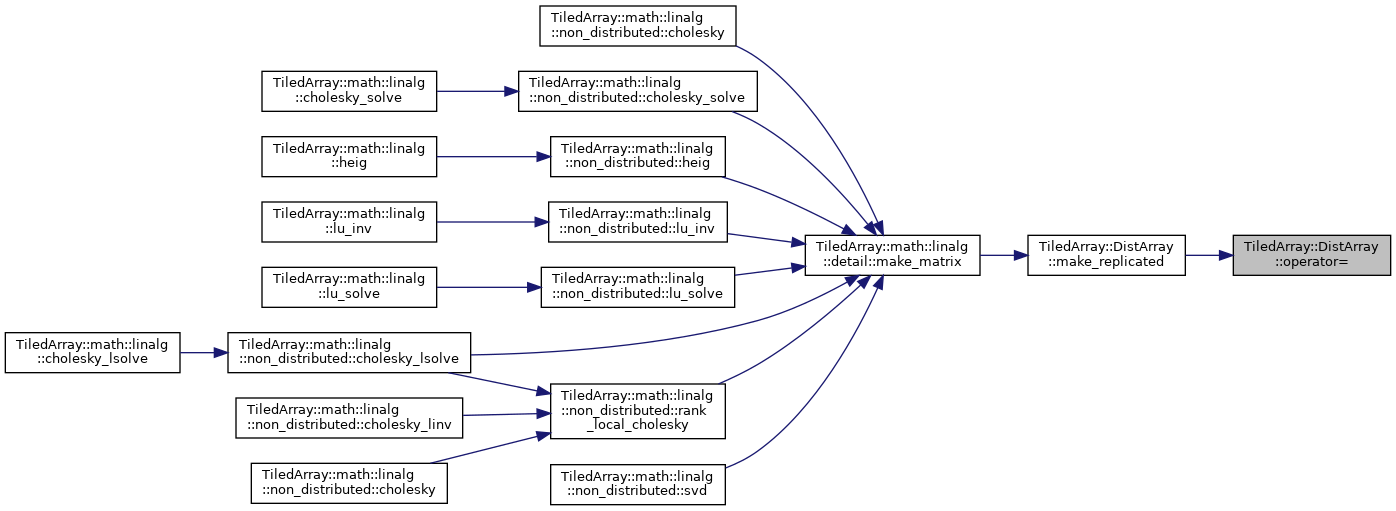 TiledArray::math::linalg
::non_distributed::cholesky
TiledArray::math::linalg
::cholesky_solve
TiledArray::math::linalg
::non_distributed::cholesky_solve
TiledArray::math::linalg
::heig
TiledArray::math::linalg
::non_distributed::heig
TiledArray::math::linalg
::lu_inv
TiledArray::math::linalg
::non_distributed::lu_inv
TiledArray::math::linalg
::detail::make_matrix
TiledArray::DistArray
::make_replicated
TiledArray::DistArray
::operator=
TiledArray::math::linalg
::lu_solve
TiledArray::math::linalg
::non_distributed::lu_solve
TiledArray::math::linalg
::cholesky_lsolve
TiledArray::math::linalg
::non_distributed::cholesky_lsolve
TiledArray::math::linalg
::non_distributed::rank
_local_cholesky
TiledArray::math::linalg
::non_distributed::cholesky_linv
TiledArray::math::linalg
::non_distributed::cholesky
TiledArray::math::linalg
::non_distributed::svd